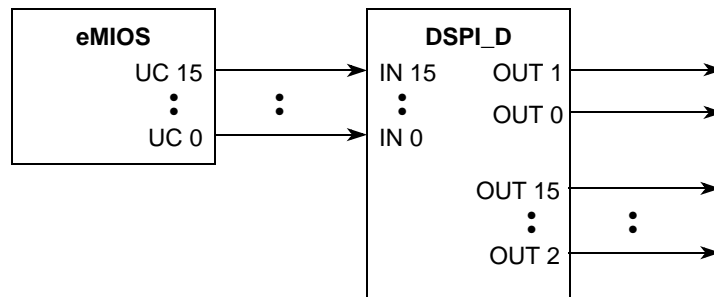 eMIOS
UC 15
UC 0
DSPI_D
IN 15
IN 0
OUT 1
OUT 0
OUT 15
OUT 2